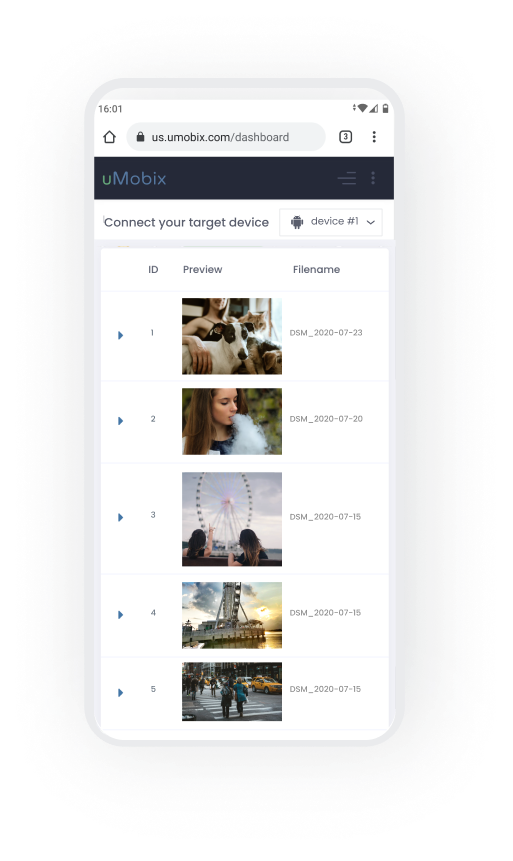 16:01
us.umobix.com/dashboard
3
uMobix
Connect your target device
device #1
ID Preview Filename
1 DSM_2020-07-23
2 DSM_2020-07-20
3 DSM_2020-07-15
4 DSM_2020-07-15
5 DSM_2020-07-15